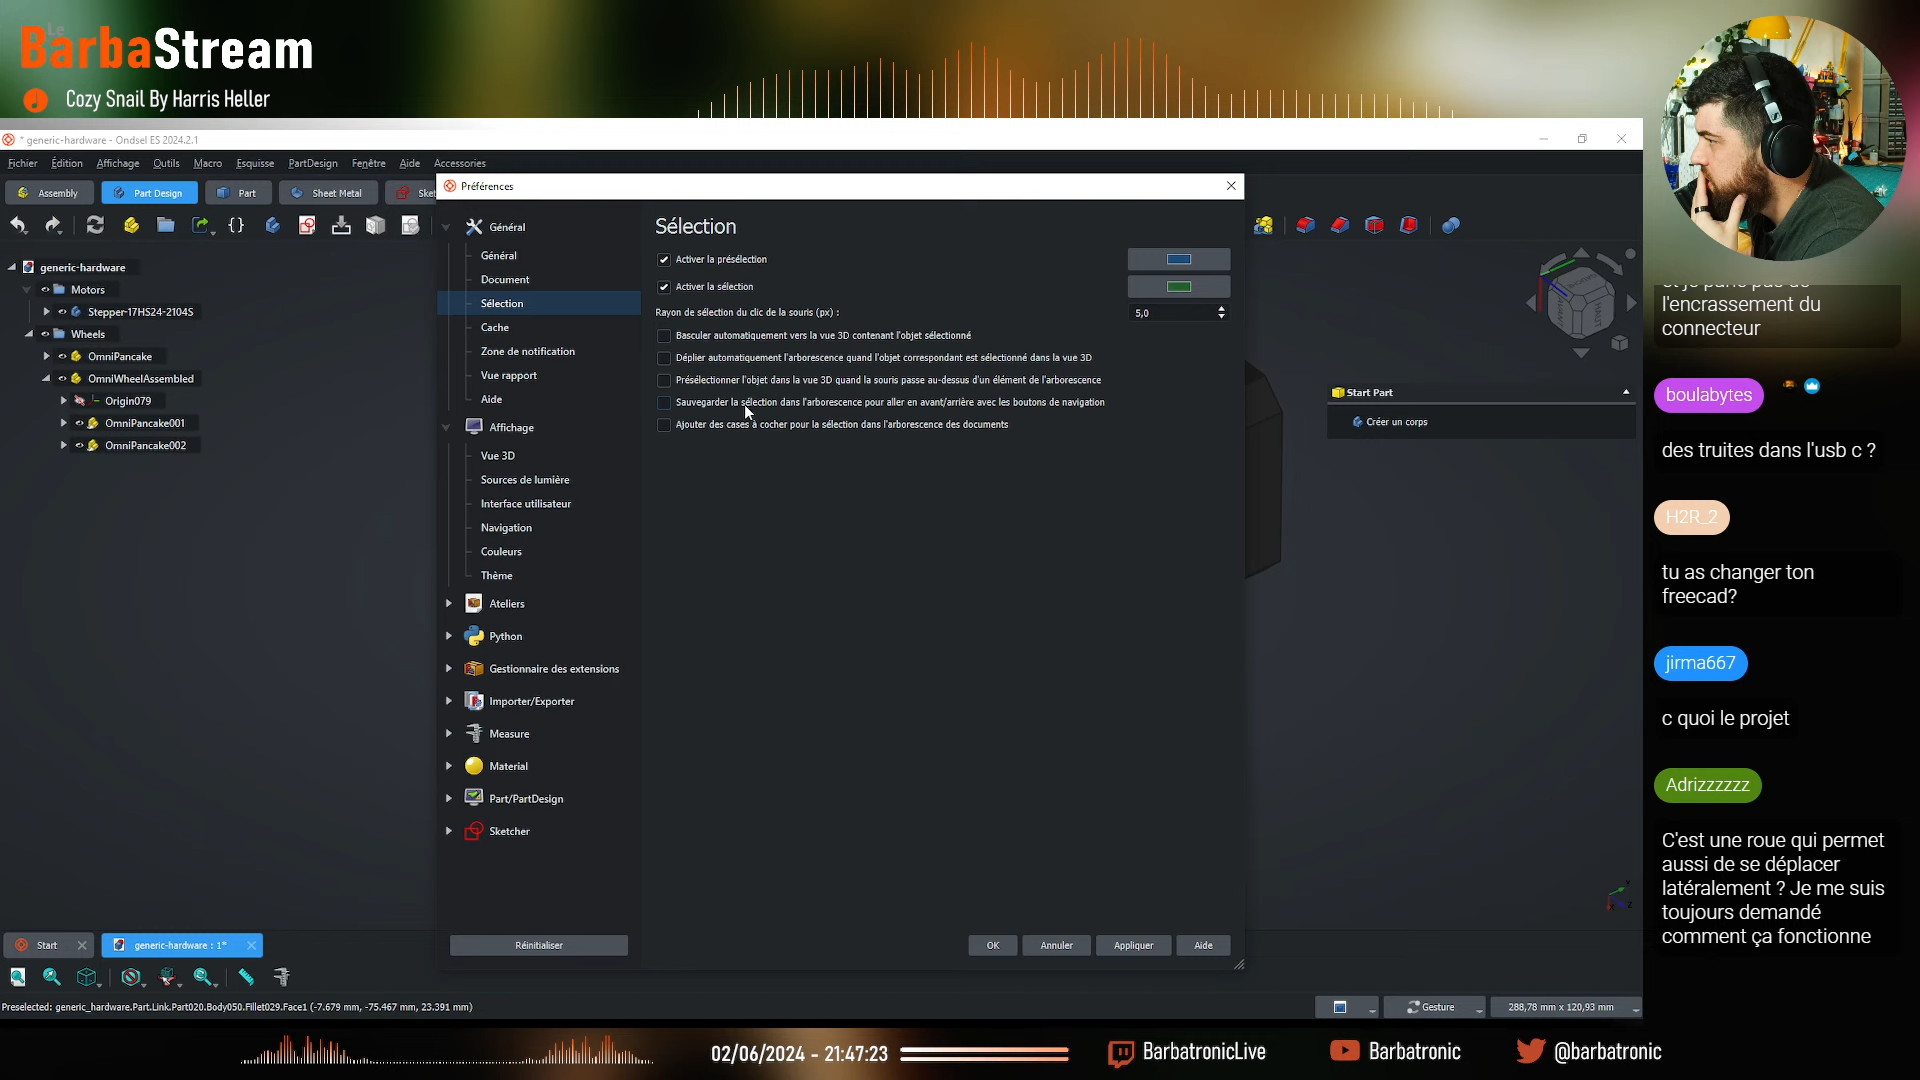 Le
BarbaStream
Cozy Snail By Harris Heller
* generic-hardware - Ondsel ES 2024.2.1
Fichier Édition Affichage Outils Macro Esquisse PartDesign Fenêtre Aide Accessories
Assembly Part Design Part Sheet Metal
Préférences
generic-hardware
Motors
Stepper-17HS24-2104S
Wheels
OmniPancake
OmniWheelAssembled
Origin079
OmniPancake001
OmniPancake002
Général
Général
Document
Sélection
Cache
Zone de notification
Vue rapport
Aide
Affichage
Vue 3D
Sources de lumière
Interface utilisateur
Navigation
Couleurs
Thème
Ateliers
Python
Gestionnaire des extensions
Importer/Exporter
Measure
Material
Part/PartDesign
Sketcher
Réinitialiser
Sélection
Activer la présélection
Activer la sélection
Rayon de sélection du clic de la souris (px) :
5,0
Basculer automatiquement vers la vue 3D contenant l'objet sélectionné
Déplier automatiquement l'arborescence quand l'objet correspondant est sélectionné dans la vue 3D
Présélectionner l'objet dans la vue 3D quand la souris passe au-dessus d'un élément de l'arborescence
Sauvegarder la sélection dans l'arborescence pour aller en avant/arrière avec les boutons de navigation
Ajouter des cases à cocher pour la sélection dans l'arborescence des documents
OK Annuler Appliquer Aide
Start Part
Créer un corps
HAUT
Start generic-hardware : 1*
Preselected: generic_hardware.Part.Link.Part020.Body050.Fillet029.Face1 (-7.679 mm, -75.467 mm, 23.391 mm)
Gesture
288,78 mm x 120,93 mm
l'encrassement du
connecteur
boulabytes
des truites dans l'usb c ?
H2R_2
tu as changer ton
freecad?
jirma667
c quoi le projet
Adrizzzzzz
C'est une roue qui permet
aussi de se déplacer
latéralement ? Je me suis
toujours demandé
comment ça fonctionne
02/06/2024 - 21:47:23
BarbatronicLive
Barbatronic
@barbatronic